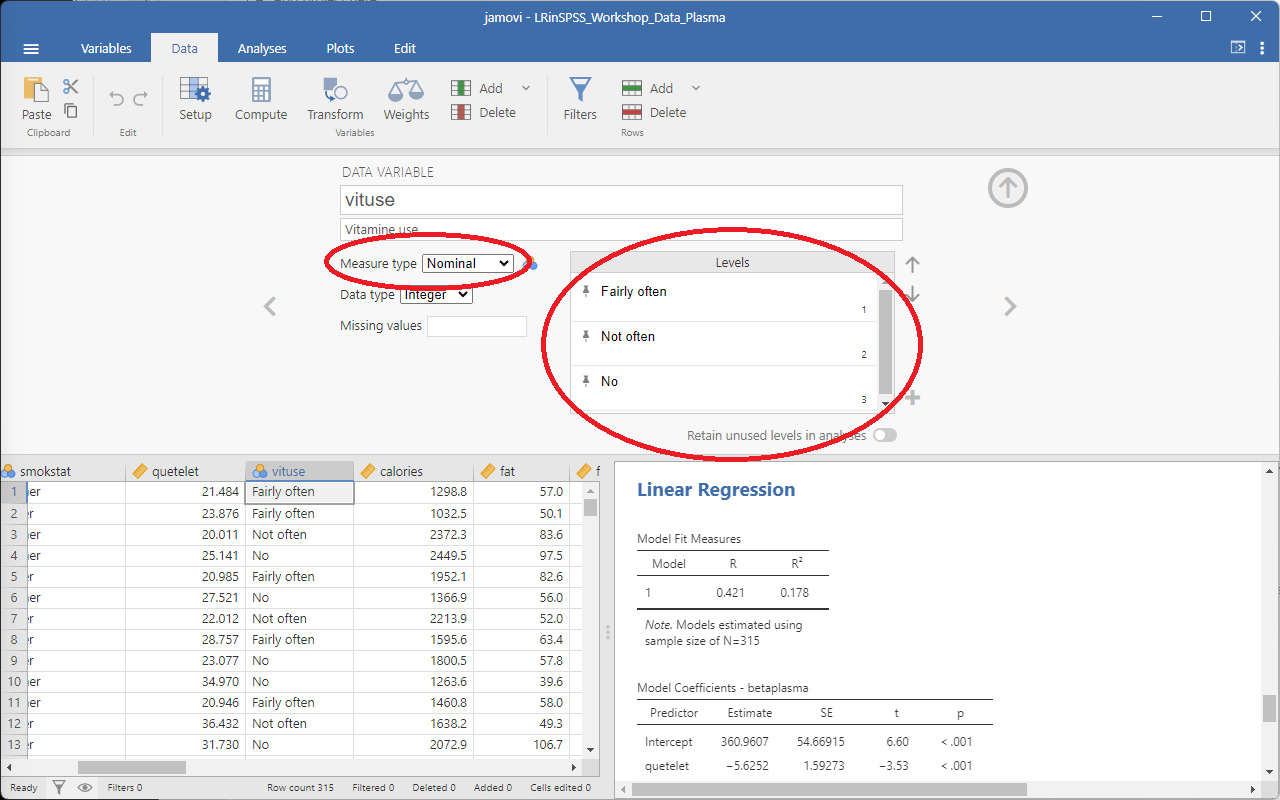 jamovi - LRinSPSS_Workshop_Data_Plasma
Variables Data Analyses Plots Edit
Paste Setup Compute Transform Weights Add Delete Filters Add Delete
Clipboard Edit Variables Rows
DATA VARIABLE
vituse
Vitamine use
Measure type Nominal
Data type Integer
Missing values
Levels
Fairly often
1
Not often
2
No
3
Retain unused levels in analyses
smokstat quetelet vituse calories fat f
1 er 21.484 Fairly often 1298.8 57.0
2 r 23.876 Fairly often 1032.5 50.1
3 er 20.011 Not often 2372.3 83.6
4 er 25.141 No 2449.5 97.5
5 r 20.985 Fairly often 1952.1 82.6
6 er 27.521 No 1366.9 56.0
7 r 22.012 Not often 2213.9 52.0
8 er 28.757 Fairly often 1595.6 63.4
9 r 23.077 No 1800.5 57.8
10 er 34.970 No 1263.6 39.6
11 er 20.946 Fairly often 1460.8 58.0
12 r 36.432 Not often 1638.2 49.3
13 r 31.730 No 2072.9 106.7
Ready Filters 0 Row count 315 Filtered 0 Deleted 0 Added 0 Cells edited 0
Linear Regression
Model Fit Measures
Model R R²
1 0.421 0.178
Note. Models estimated using
sample size of N=315
Model Coefficients - betaplasma
Predictor Estimate SE t p
Intercept 360.9607 54.66915 6.60 < .001
quetelet −5.6252 1.59273 −3.53 < .001